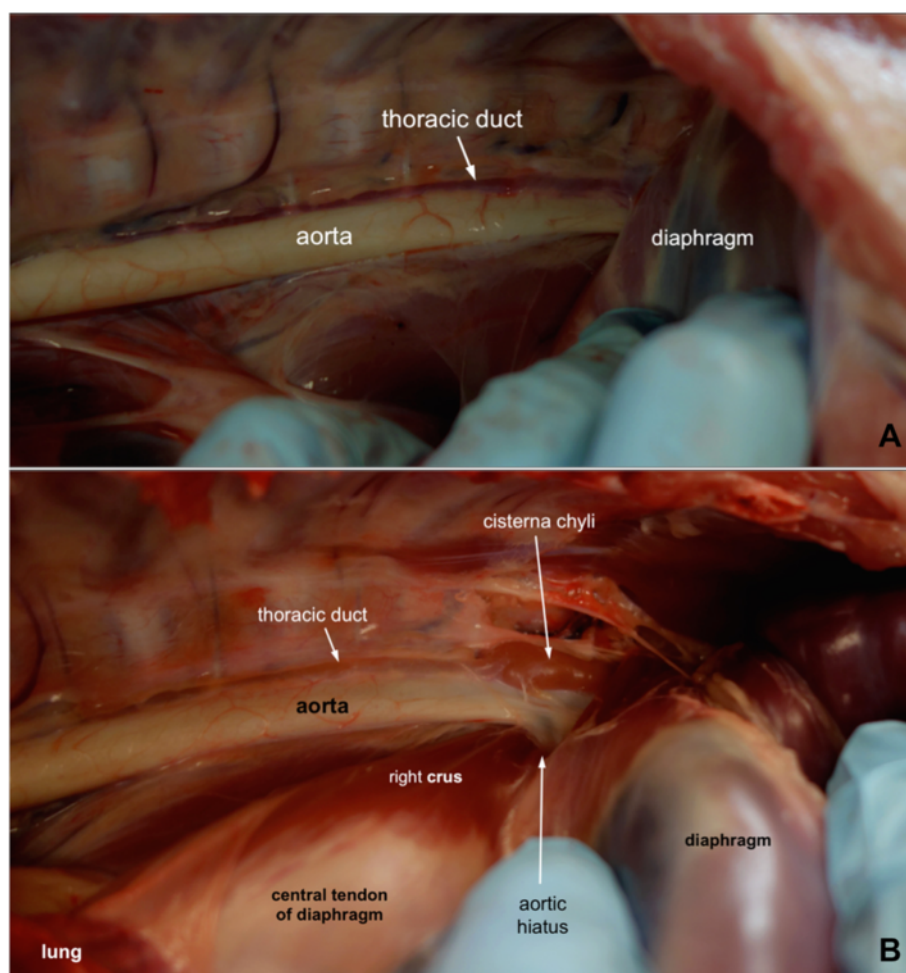 thoracic duct
aorta
diaphragm
A
cisterna chyli
thoracic duct
aorta
right crus
diaphragm
central tendon
of diaphragm
aortic
hiatus
lung
B